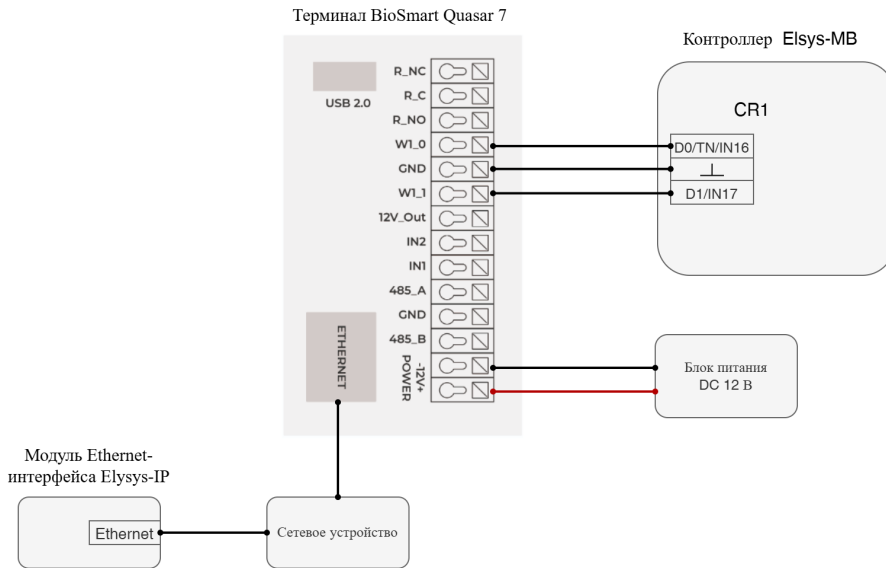 Терминал BioSmart Quasar 7
Контроллер Elsys-MB
USB 2.0
R_NC
R_C
R_NO
W1_0
GND
W1_1
12V_Out
IN2
IN1
485_A
GND
485_B
-12V+
POWER
ETHERNET
CR1
D0/TN/IN16
D1/IN17
Блок питания
DC 12 В
Модуль Ethernet-
интерфейса Elysys-IP
Ethernet
Сетевое устройство